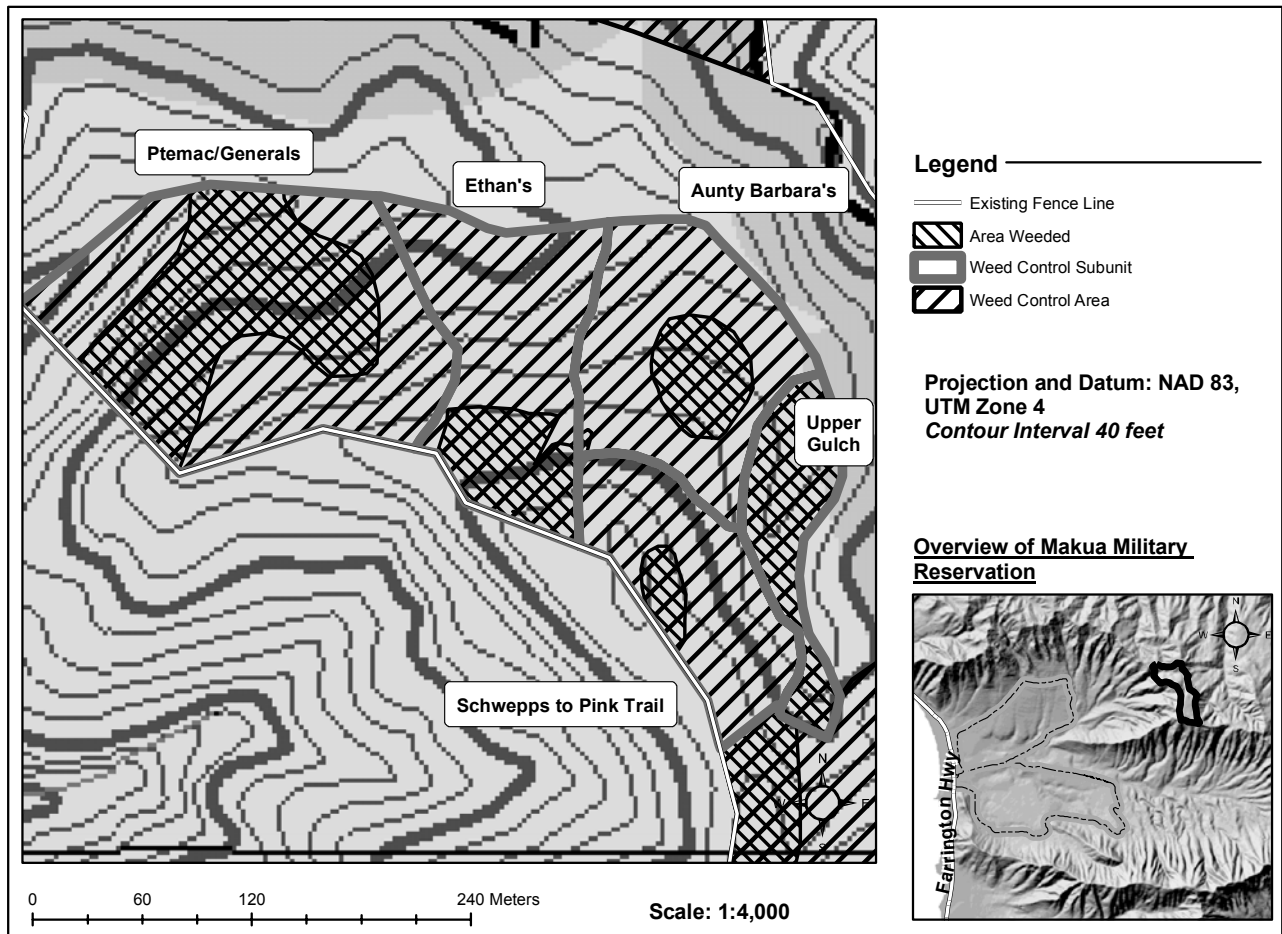 Ptemac/Generals
Ethan's
Aunty Barbara's
Upper
Gulch
Schwepps to Pink Trail
N
W E
S
0 60 120 240 Meters
Scale: 1:4,000
Legend
Existing Fence Line
Area Weeded
Weed Control Subunit
Weed Control Area
Projection and Datum: NAD 83,
UTM Zone 4
Contour Interval 40 feet
Overview of Makua Military
Reservation
N
W E
S
Farrington Hwy